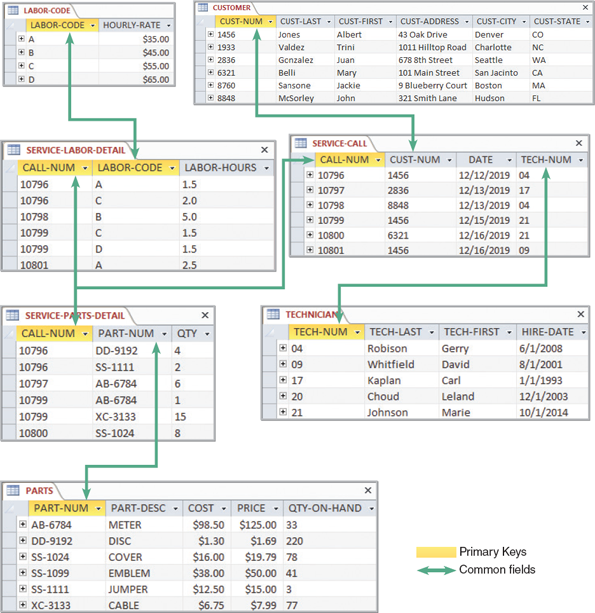 LABOR-CODE
LABOR-CODE HOURLY-RATE
A $35.00
B $45.00
C $55.00
D $65.00
CUSTOMER
CUST-NUM CUST-LAST CUST-FIRST CUST-ADDRESS CUST-CITY CUST-STATE
1456 Jones Albert 43 Oak Drive Denver CO
1933 Valdez Trini 1011 Hilltop Road Charlotte NC
2836 Gonzalez Juan 678 8th Street Seattle WA
6321 Belli Mary 101 Main Street San Jacinto CA
8760 Sansone Jackie 9 Blueberry Court Boston MA
8848 McSorley John 321 Smith Lane Hudson FL
SERVICE-LABOR-DETAIL
CALL-NUM LABOR-CODE LABOR-HOURS
10796 A 1.5
10796 C 2.0
10798 B 5.0
10799 C 1.5
10799 D 1.5
10801 A 2.5
SERVICE-CALL
CALL-NUM CUST-NUM DATE TECH-NUM
10796 1456 12/12/2019 04
10797 2836 12/13/2019 17
10798 8848 12/13/2019 04
10799 1456 12/15/2019 21
10800 6321 12/16/2019 21
10801 1456 12/16/2019 09
SERVICE-PARTS-DETAIL
CALL-NUM PART-NUM QTY
10796 DD-9192 4
10796 SS-1111 2
10797 AB-6784 6
10799 AB-6784 1
10799 XC-3133 15
10800 SS-1024 8
TECHNICIAN
TECH-NUM TECH-LAST TECH-FIRST HIRE-DATE
04 Robison Gerry 6/1/2008
09 Whitfield David 8/1/2001
17 Kaplan Carl 1/1/1993
20 Choud Leland 12/1/2003
21 Johnson Marie 10/1/2014
PARTS
PART-NUM PART-DESC COST PRICE QTY-ON-HAND
AB-6784 METER $98.50 $125.00 33
DD-9192 DISC $1.30 $1.69 220
SS-1024 COVER $16.00 $19.79 78
SS-1099 EMBLEM $38.00 $50.00 41
SS-1111 JUMPER $12.50 $15.00 3
XC-3133 CABLE $6.75 $7.99 77
Primary Keys
Common fields